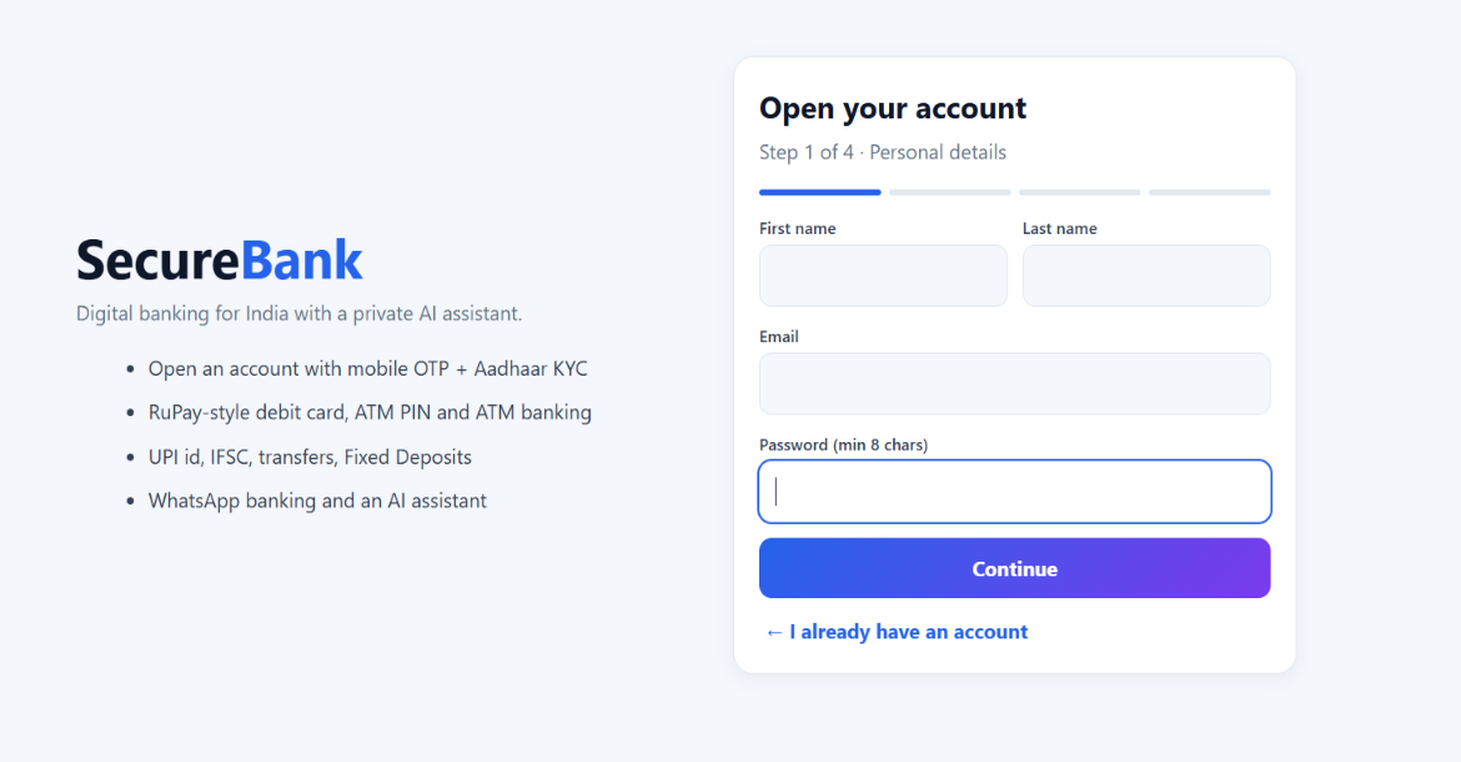 SecureBank
Digital banking for India with a private AI assistant.
• Open an account with mobile OTP + Aadhaar KYC
• RuPay-style debit card, ATM PIN and ATM banking
• UPI id, IFSC, transfers, Fixed Deposits
• WhatsApp banking and an AI assistant
Open your account
Step 1 of 4 · Personal details
First name
Last name
Email
Password (min 8 chars)
Continue
← I already have an account